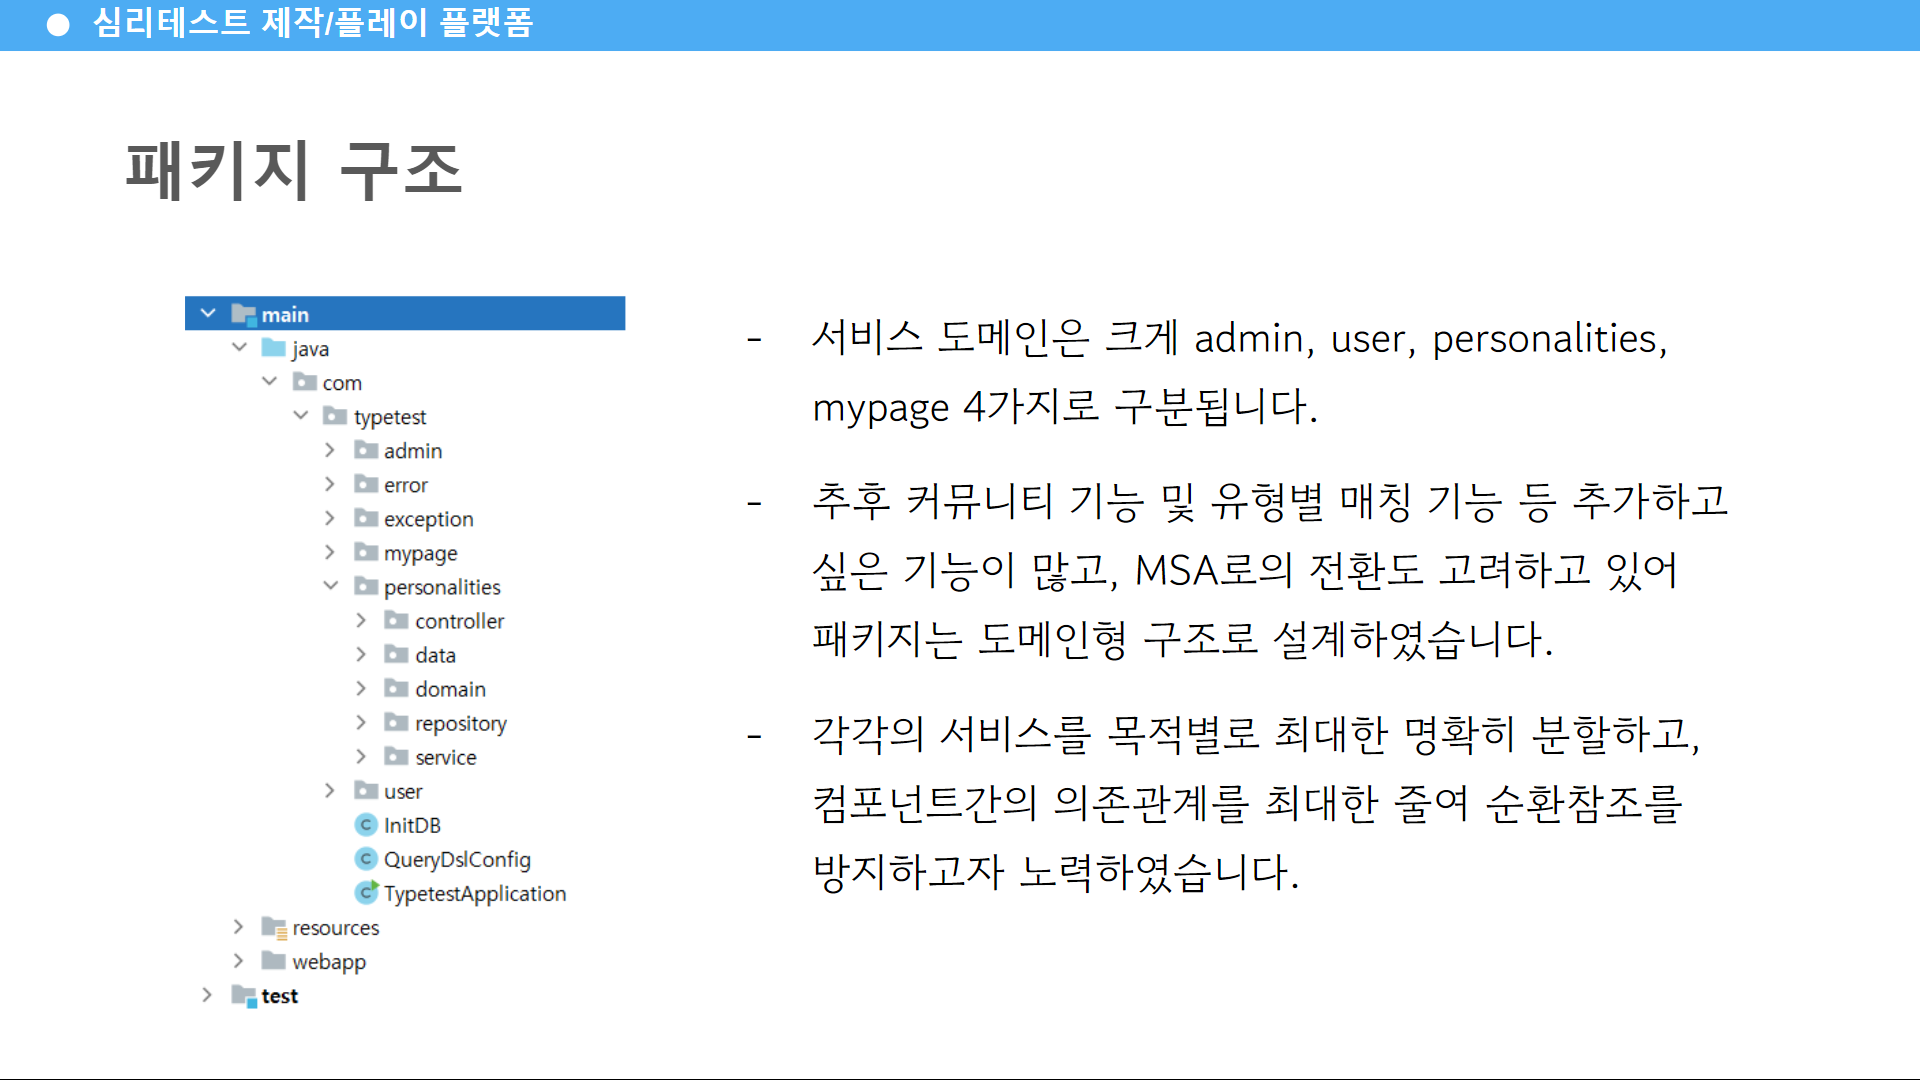 심리테스트 제작/플레이 플랫폼
패키지 구조
main
java
com
typetest
admin
error
exception
mypage
personalities
controller
data
domain
repository
service
user
InitDB
QueryDslConfig
TypetestApplication
resources
webapp
test
- 서비스 도메인은 크게 admin, user, personalities,
mypage 4가지로 구분됩니다.
- 추후 커뮤니티 기능 및 유형별 매칭 기능 등 추가하고
싶은 기능이 많고, MSA로의 전환도 고려하고 있어
패키지는 도메인형 구조로 설계하였습니다.
- 각각의 서비스를 목적별로 최대한 명확히 분할하고,
컴포넌트간의 의존관계를 최대한 줄여 순환참조를
방지하고자 노력하였습니다.